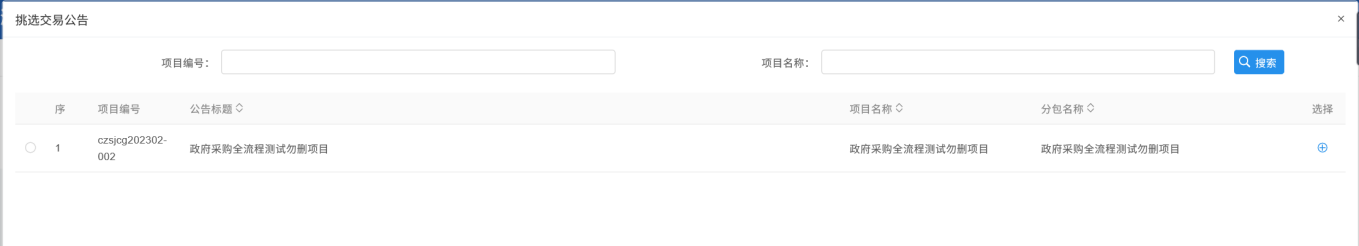 挑选交易公告
项目编号：
项目名称：
搜索
序 项目编号 公告标题 项目名称 分包名称 选择
1 czsjcg202302-
002 政府采购全流程测试勿删项目 政府采购全流程测试勿删项目 政府采购全流程测试勿删项目